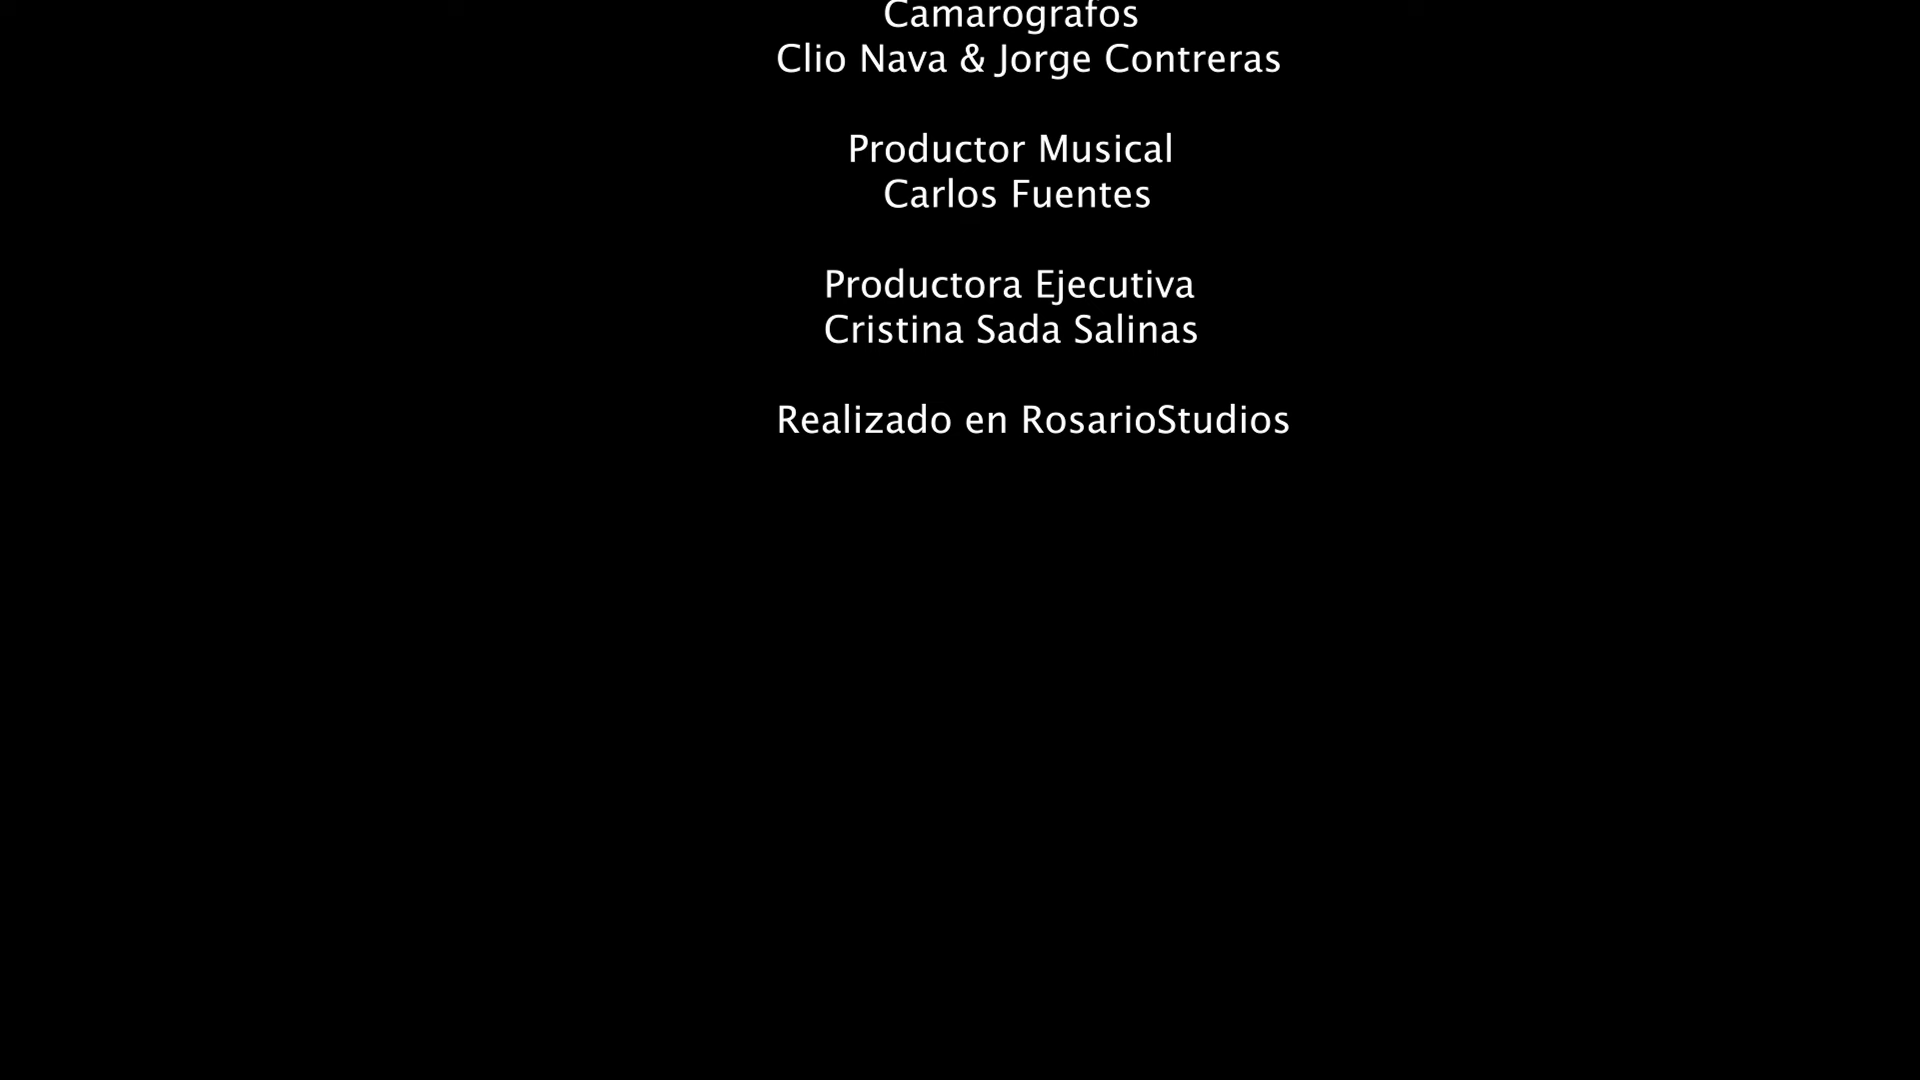 Camarografos
Clio Nava & Jorge Contreras
Productor Musical
Carlos Fuentes
Productora Ejecutiva
Cristina Sada Salinas
Realizado en RosarioStudios